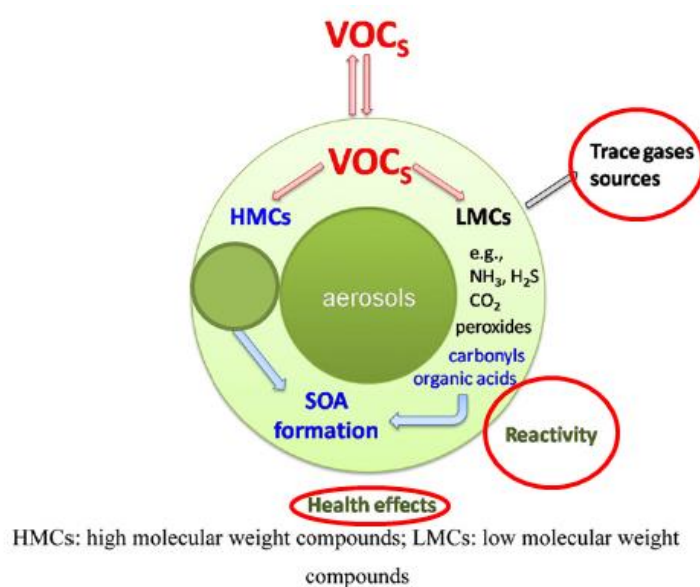 VOCs
VOCs
Trace gases
sources
HMCs
LMCs
e.g.,
NH₃, H₂S
CO₂
peroxides
aerosols
carbonyls
organic acids
SOA
formation
Reactivity
Health effects
HMCs: high molecular weight compounds; LMCs: low molecular weight
compounds